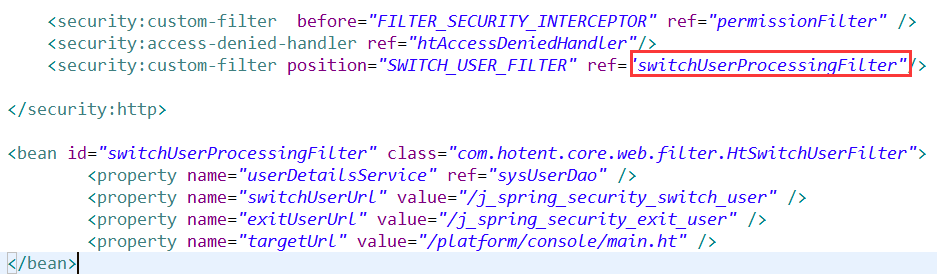 <security:custom-filter  before="FILTER_SECURITY_INTERCEPTOR" ref="permissionFilter" />
<security:access-denied-handler ref="htAccessDeniedHandler"/>
<security:custom-filter position="SWITCH_USER_FILTER" ref="switchUserProcessingFilter"/>
</security:http>
<bean id="switchUserProcessingFilter" class="com.hotent.core.web.filter.HtSwitchUserFilter">
<property name="userDetailsService" ref="sysUserDao" />
<property name="switchUserUrl" value="/j_spring_security_switch_user" />
<property name="exitUserUrl" value="/j_spring_security_exit_user" />
<property name="targetUrl" value="/platform/console/main.ht" />
</bean>